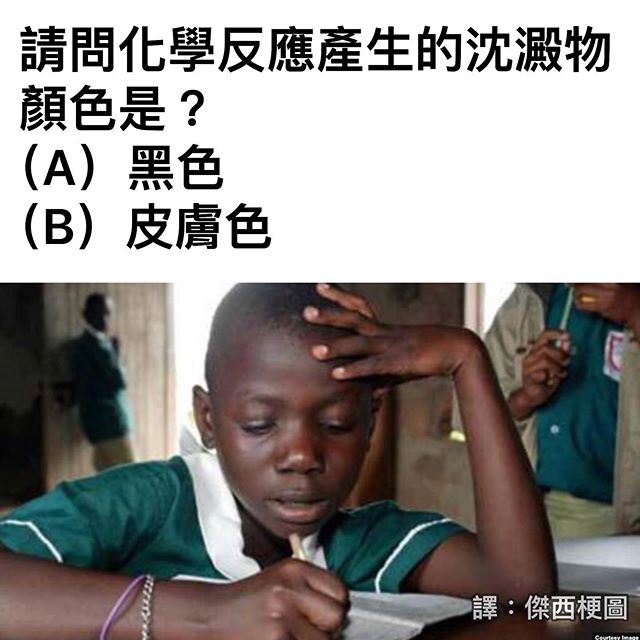 請問化學反應產生的沈澱物
顏色是？
（A）黑色
（B）皮膚色
譯：傑西梗圖
Courtesy Image